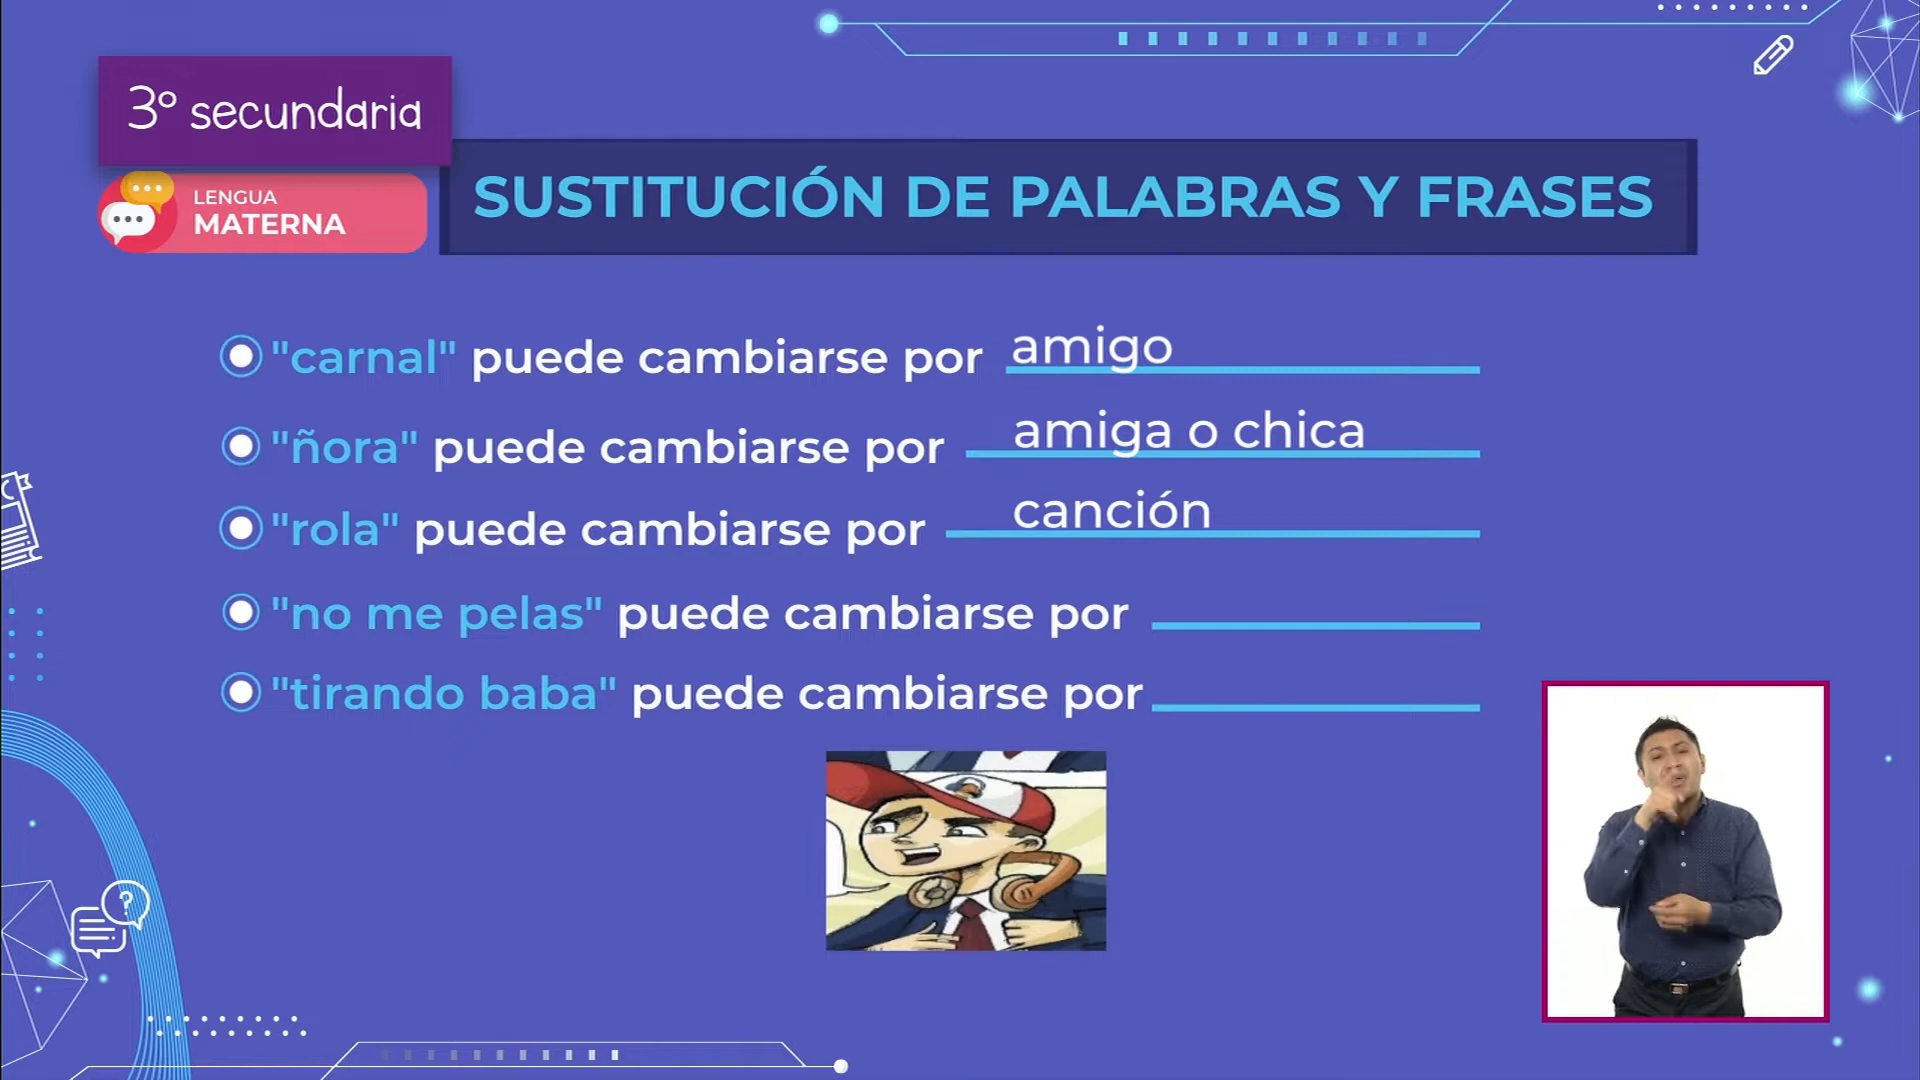 3° secundaria
LENGUA
MATERNA
SUSTITUCIÓN DE PALABRAS Y FRASES
"carnal" puede cambiarse por amigo
"ñora" puede cambiarse por amiga o chica
"rola" puede cambiarse por canción
"no me pelas" puede cambiarse por
"tirando baba" puede cambiarse por
?